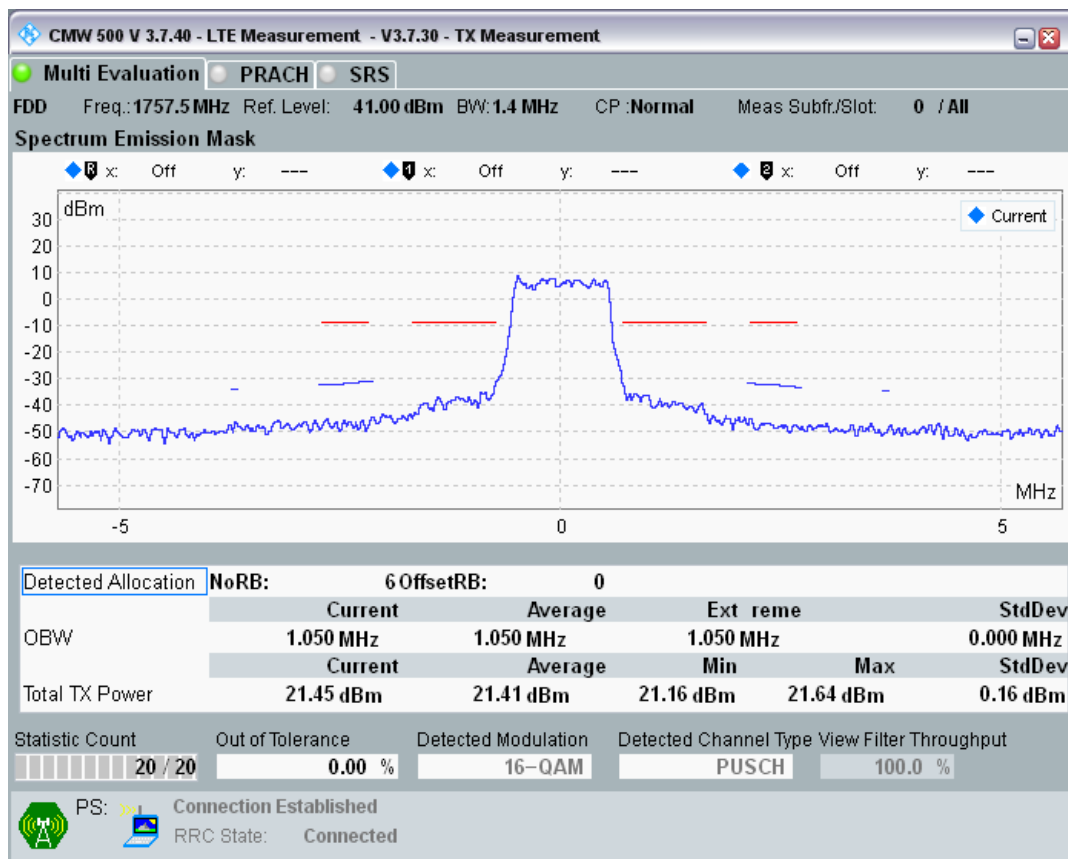 CMW 500 V 3.7.40 - LTE Measurement - V3.7.30 - TX Measurement
Multi Evaluation PRACH SRS
FDD Freq.: 1757.5 MHz Ref. Level: 41.00 dBm BW: 1.4 MHz CP :Normal Meas Subfr./Slot: 0 / All
Spectrum Emission Mask
R x: Off y: --- 1 x: Off y: --- 2 x: Off y: ---
dBm
Current
30
20
10
0
-10
-20
-30
-40
-50
-60
-70
MHz
-5 0 5
Detected Allocation NoRB: 6 OffsetRB: 0
Current Average Ext reme StdDev
OBW 1.050 MHz 1.050 MHz 1.050 MHz 0.000 MHz
Current Average Min Max StdDev
Total TX Power 21.45 dBm 21.41 dBm 21.16 dBm 21.64 dBm 0.16 dBm
Statistic Count Out of Tolerance Detected Modulation Detected Channel Type View Filter Throughput
20 / 20 0.00 % 16-QAM PUSCH 100.0 %
PS: Connection Established
RRC State: Connected